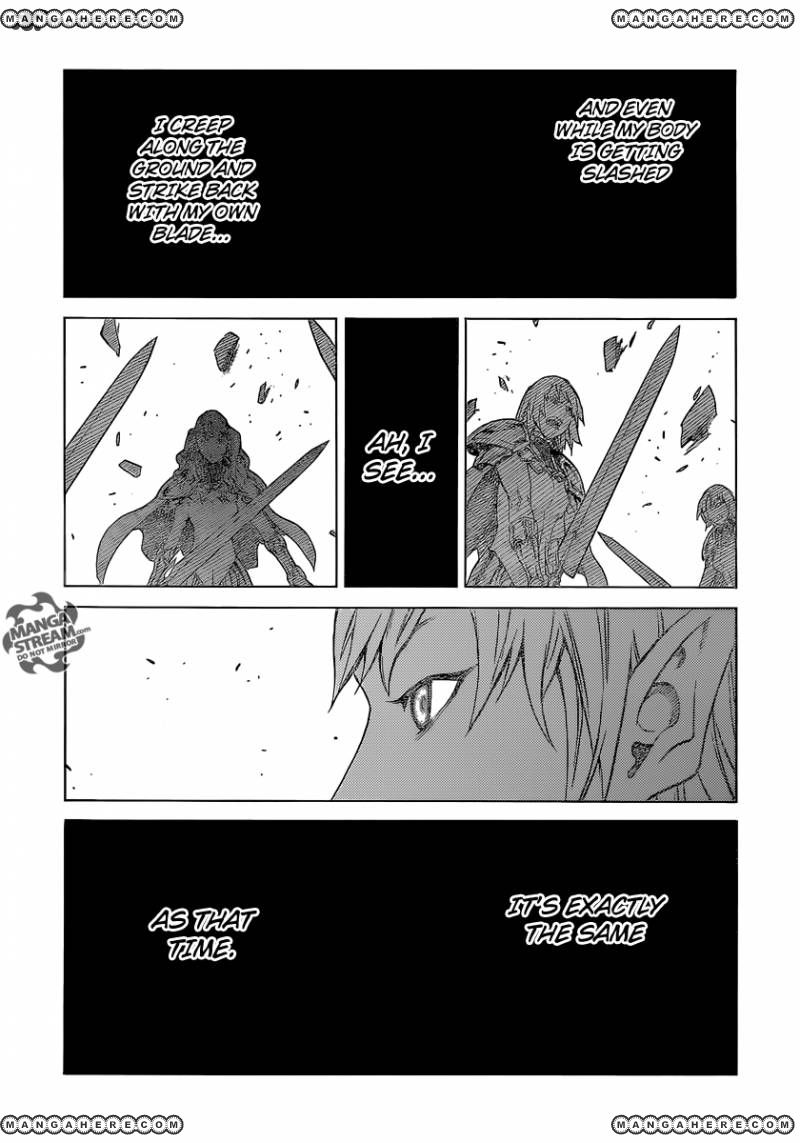 MANGAHERE.COM
MANGAHERE.COM
AND EVEN
WHILE MY BODY
IS GETTING
SLASHED
I CREEP
ALONG THE
GROUND AND
STRIKE BACK
WITH MY OWN
BLADE...
AH, I
SEE...
MANGA
STREAM.com
DO NOT MIRROR
IT'S EXACTLY
THE SAME
AS THAT
TIME.
MANGAHERE.COM
MANGAHERE.COM